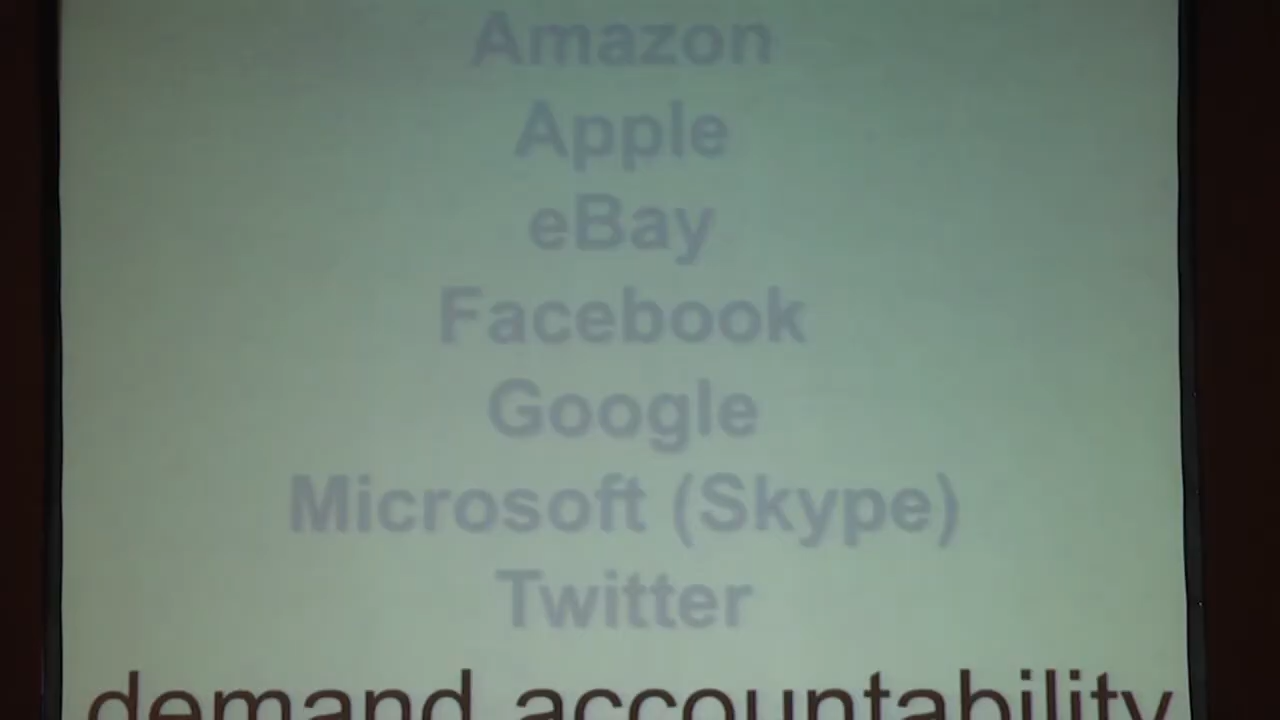 Amazon
Apple
eBay
Facebook
Google
Microsoft (Skype)
Twitter
demand accountability